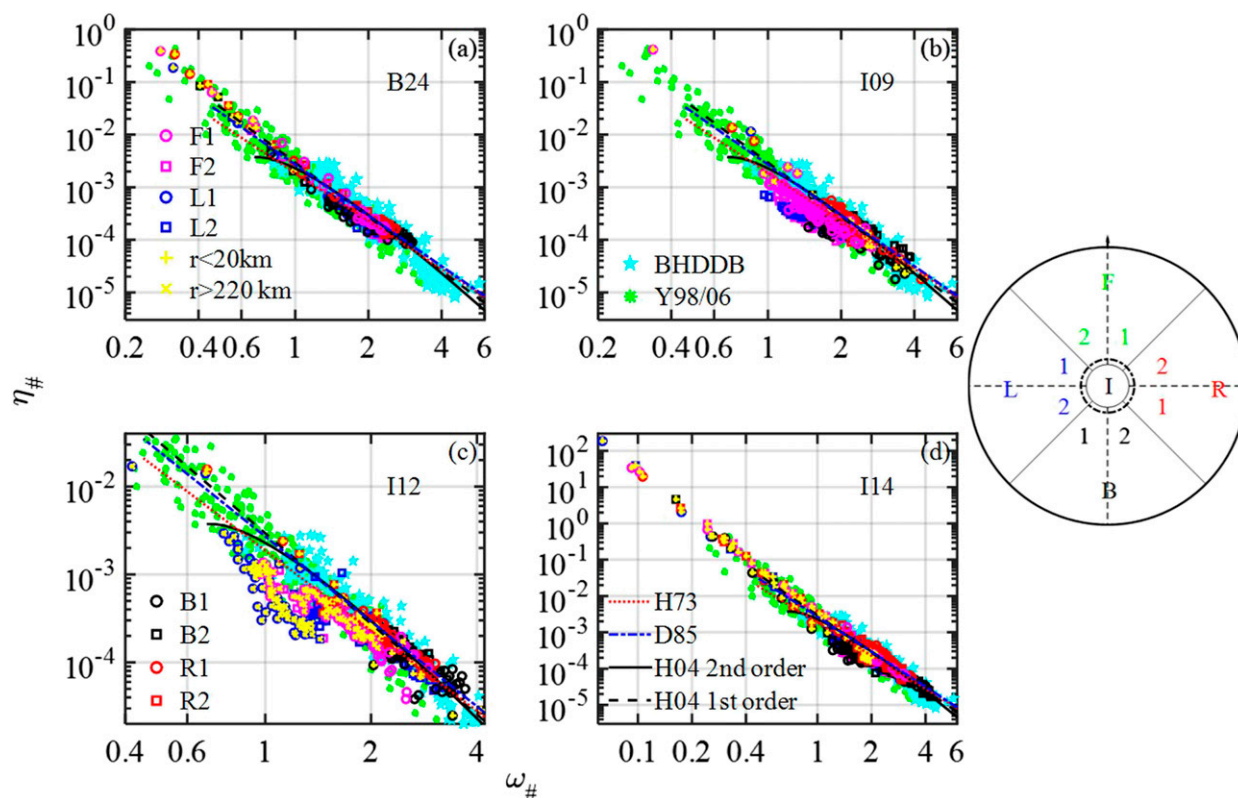 (a)
B24
10^0
10^-1
10^-2
10^-3
10^-4
10^-5
F1
F2
L1
L2
r<20km
r>220 km
0.2 0.4 0.6 1 2 4 6
(b)
I09
10^0
10^-1
10^-2
10^-3
10^-4
10^-5
BHDDB
Y98/06
0.2 0.4 0.6 1 2 4 6
η#
(c)
I12
10^-2
10^-3
10^-4
B1
B2
R1
R2
0.4 0.6 1 2 4
(d)
I14
10^2
10^1
10^0
10^-1
10^-2
10^-3
10^-4
10^-5
H73
D85
H04 2nd order
H04 1st order
0.1 0.2 0.4 1 2 4 6
ω#
F
2 1
1 2
L I R
2 1
1 2
B